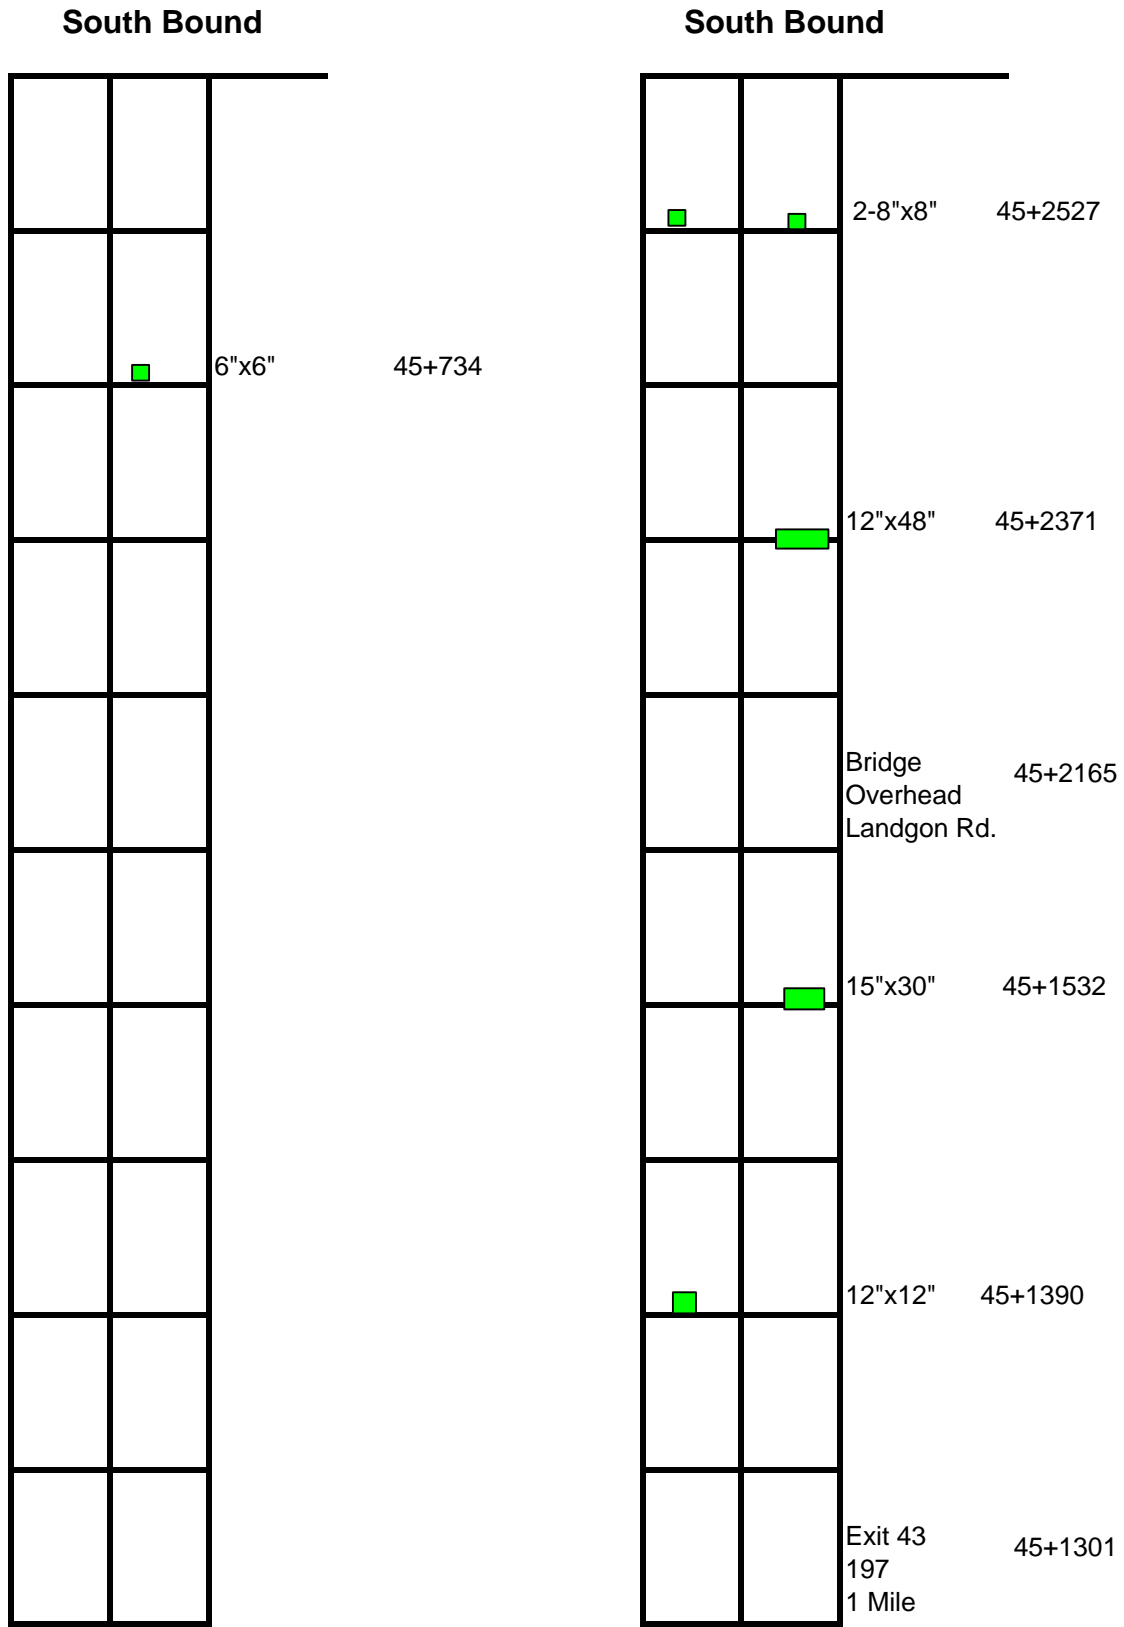 South Bound
6"x6" 45+734
South Bound
2-8"x8" 45+2527
12"x48" 45+2371
Bridge
Overhead
Landgon Rd.
45+2165
15"x30" 45+1532
12"x12" 45+1390
Exit 43
197
1 Mile
45+1301